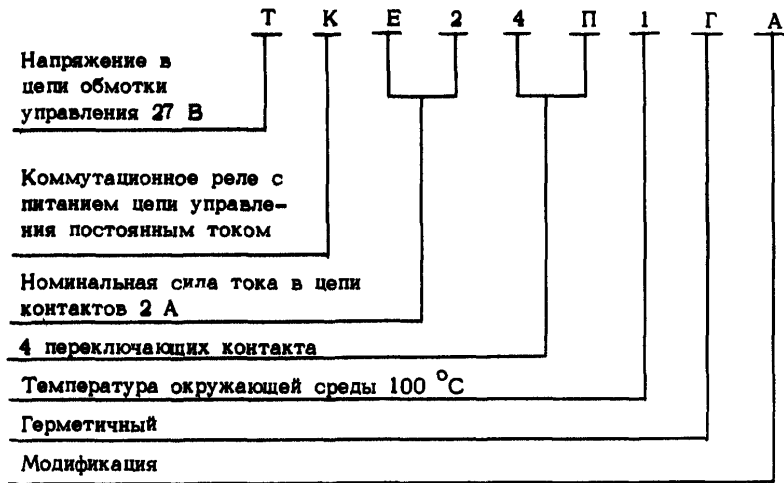 Т К Е 2 4 П 1 Г А
Напряжение в
цепи обмотки
управления 27 В
Коммутационное реле с
питанием цепи управле-
ния постоянным током
Номинальная сила тока в цепи
контактов 2 А
4 переключающих контакта
Температура окружающей среды 100 °С
Герметичный
Модификация